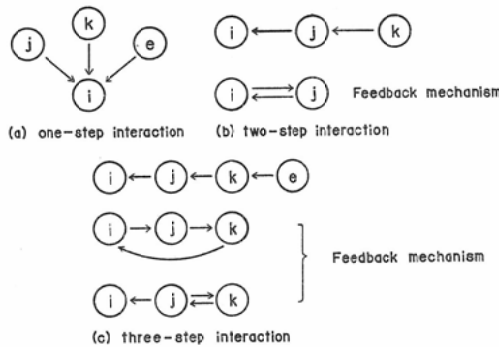 j k e
i
(a) one-step interaction
i j k
i j Feedback mechanism
(b) two-step interaction
i j k e
i j k
Feedback mechanism
i j k
(c) three-step interaction